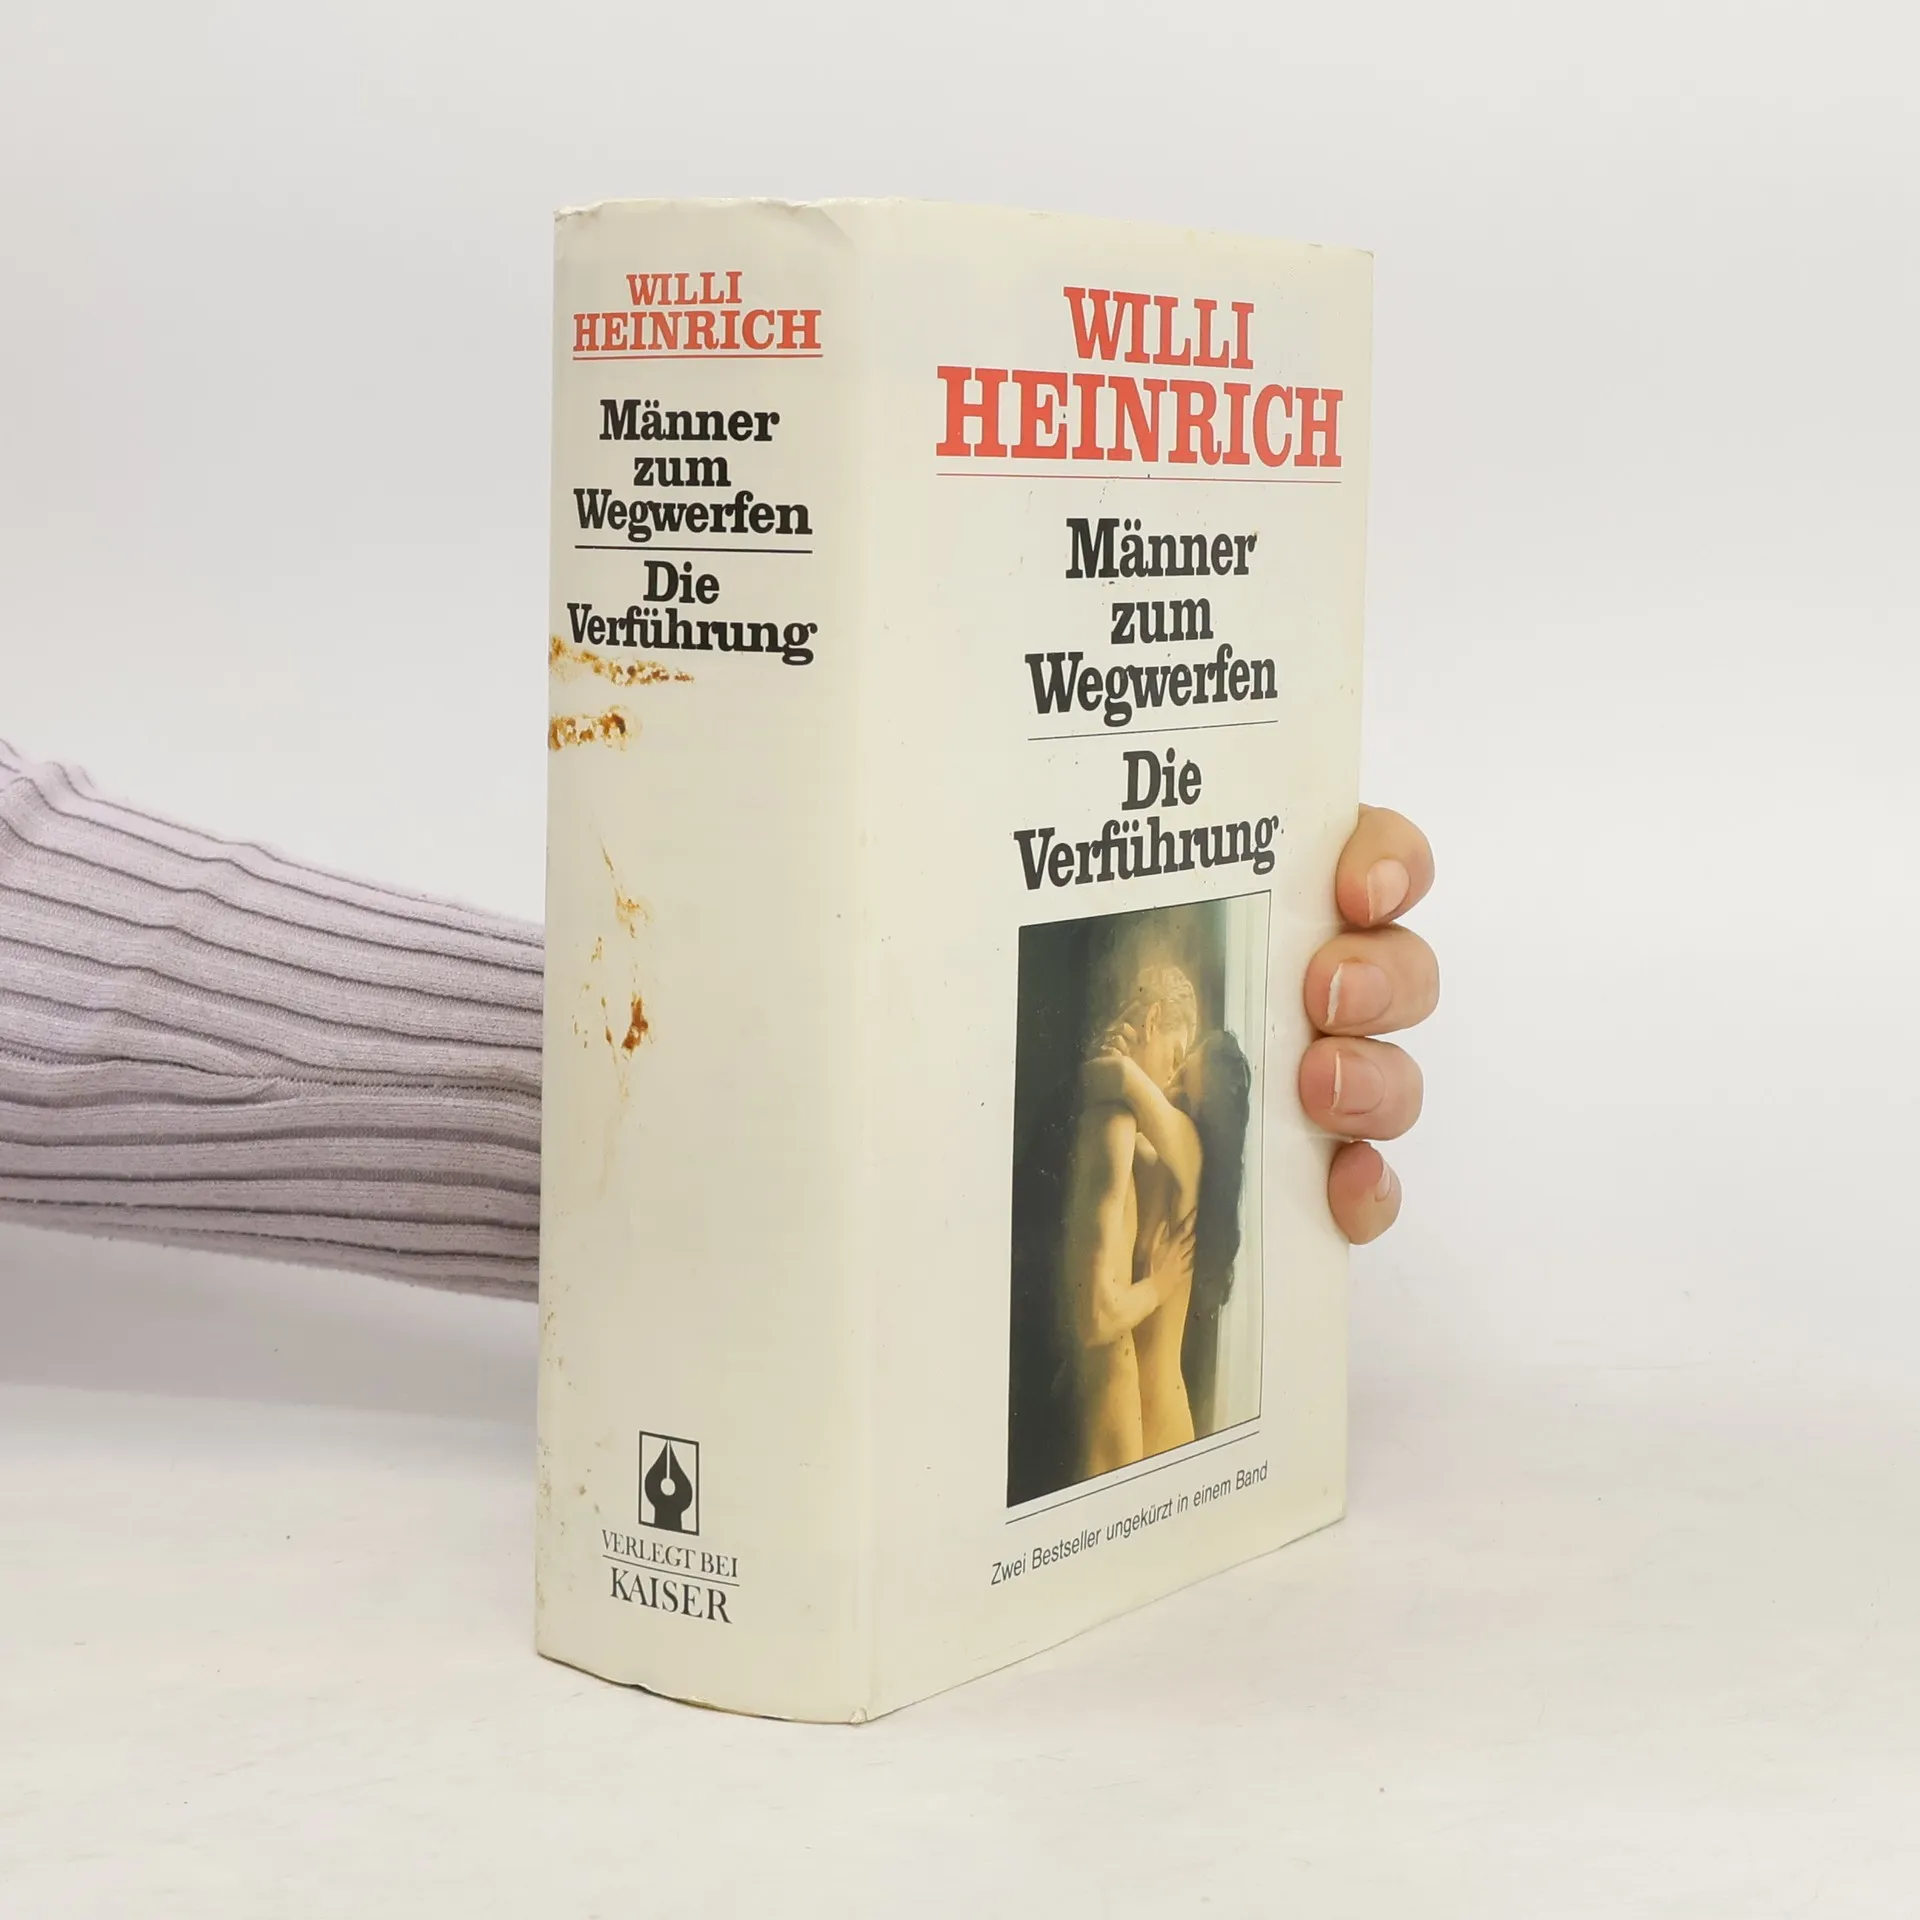 WILLI
HEINRICH
Männer
zum
Wegwerfen
Die
Verführung
VERLEGT BEI
KAISER
WILLI
HEINRICH
Männer
zum
Wegwerfen
Die
Verführung
Zwei Bestseller ungekürzt in einem Band